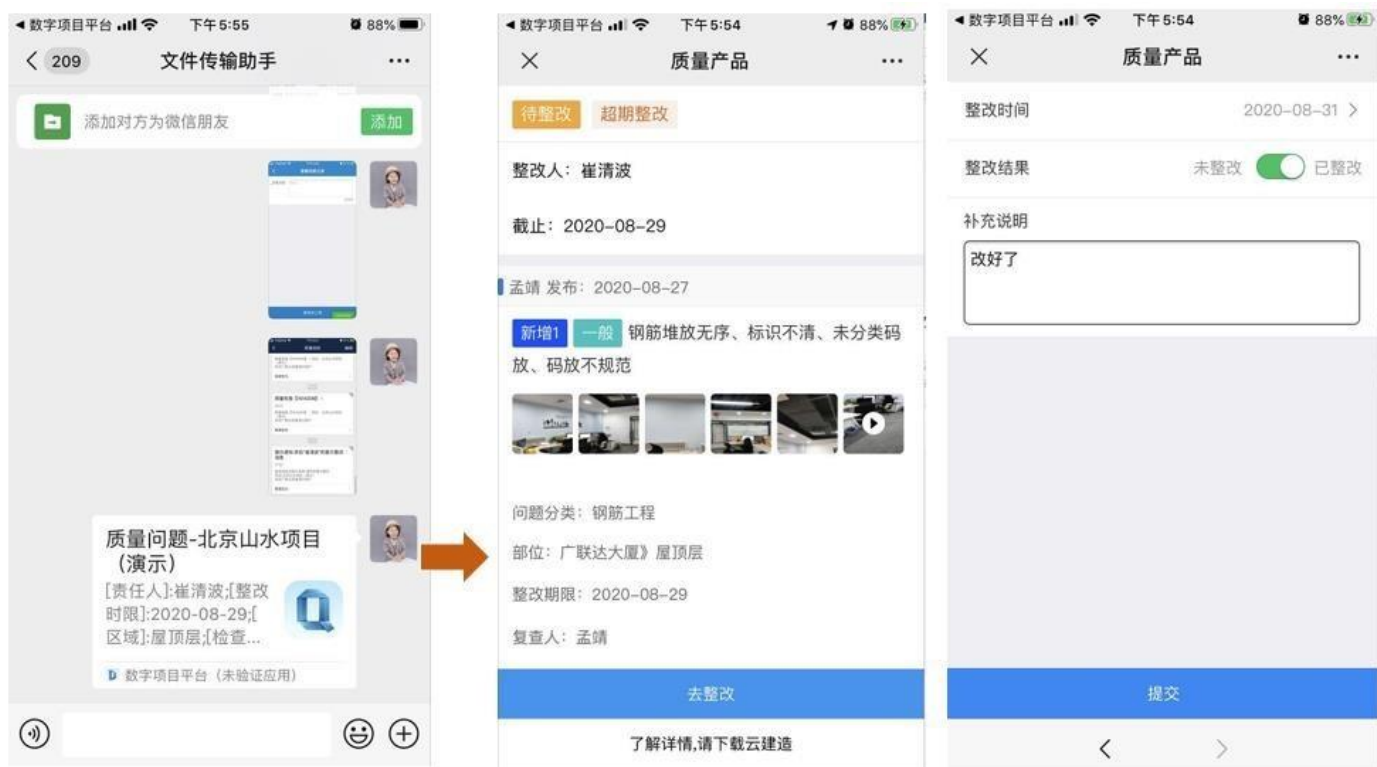 数字项目平台
下午5:55
88%
209
文件传输助手
添加对方为微信朋友
添加
质量问题-北京山水项目
（演示）
[责任人]:崔清波;[整改
时限]:2020-08-29;[
区域]:屋顶层;[检查...
数字项目平台（未验证应用）
数字项目平台
下午5:54
88%
质量产品
待整改
超期整改
整改人：崔清波
截止：2020-08-29
孟靖 发布：2020-08-27
新增1 一般 钢筋堆放无序、标识不清、未分类码
放、码放不规范
问题分类：钢筋工程
部位：广联达大厦》屋顶层
整改期限：2020-08-29
复查人：孟靖
去整改
了解详情,请下载云建造
数字项目平台
下午5:54
88%
质量产品
整改时间 2020-08-31
整改结果 未整改 已整改
补充说明
改好了
提交